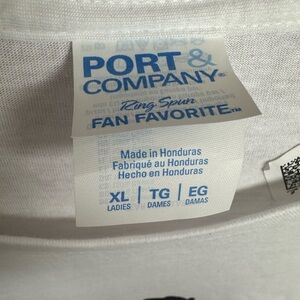 PORT &
COMPANY®
Ring Spun
FAN FAVORITE™
Made in Honduras
Fabriqué au Honduras
Hecho en Honduras
XL | TG | EG
LADIES DAMES DAMAS